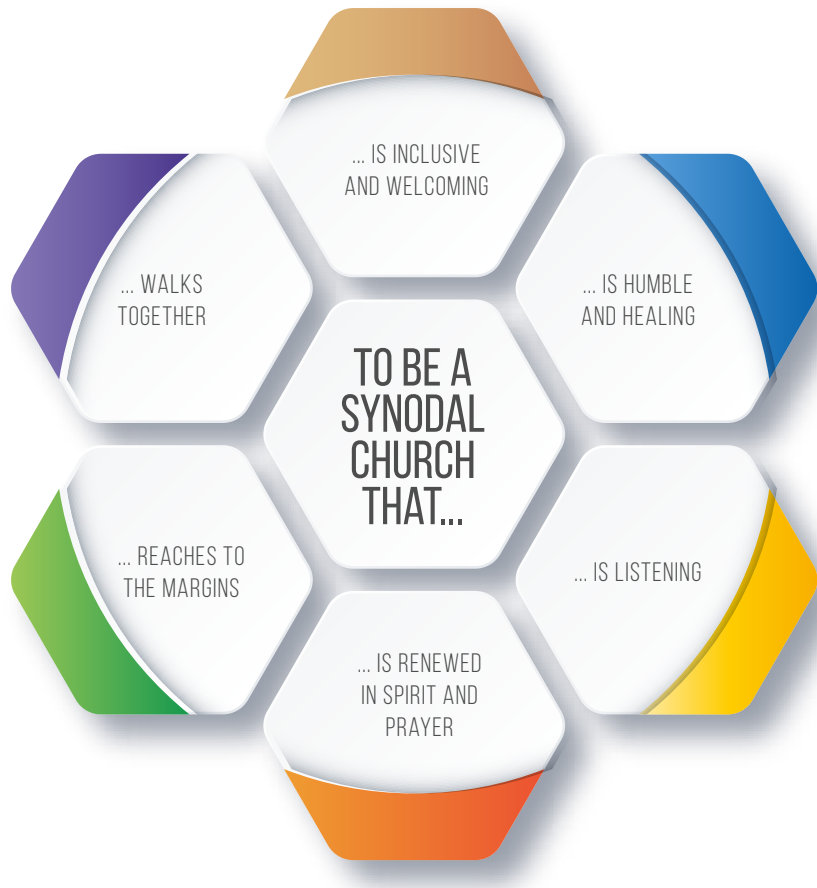 TO BE A
SYNODAL
CHURCH
THAT...
... IS INCLUSIVE
AND WELCOMING
... IS HUMBLE
AND HEALING
... IS LISTENING
... IS RENEWED
IN SPIRIT AND
PRAYER
... REACHES TO
THE MARGINS
... WALKS
TOGETHER